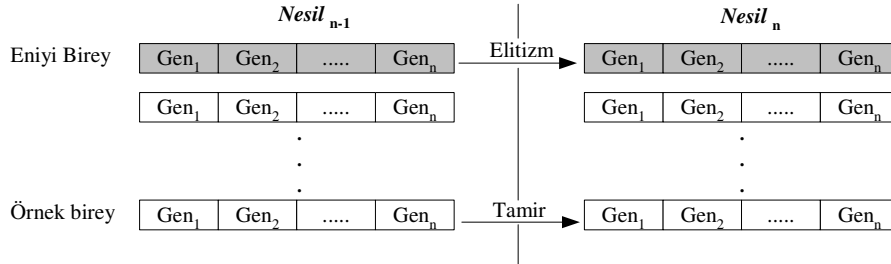 Nesil n-1 Nesil n
Eniyi Birey Gen1 Gen2 ..... Genn Elitizm Gen1 Gen2 ..... Genn
Gen1 Gen2 ..... Genn Gen1 Gen2 ..... Genn
Örnek birey Gen1 Gen2 ..... Genn Tamir Gen1 Gen2 ..... Genn